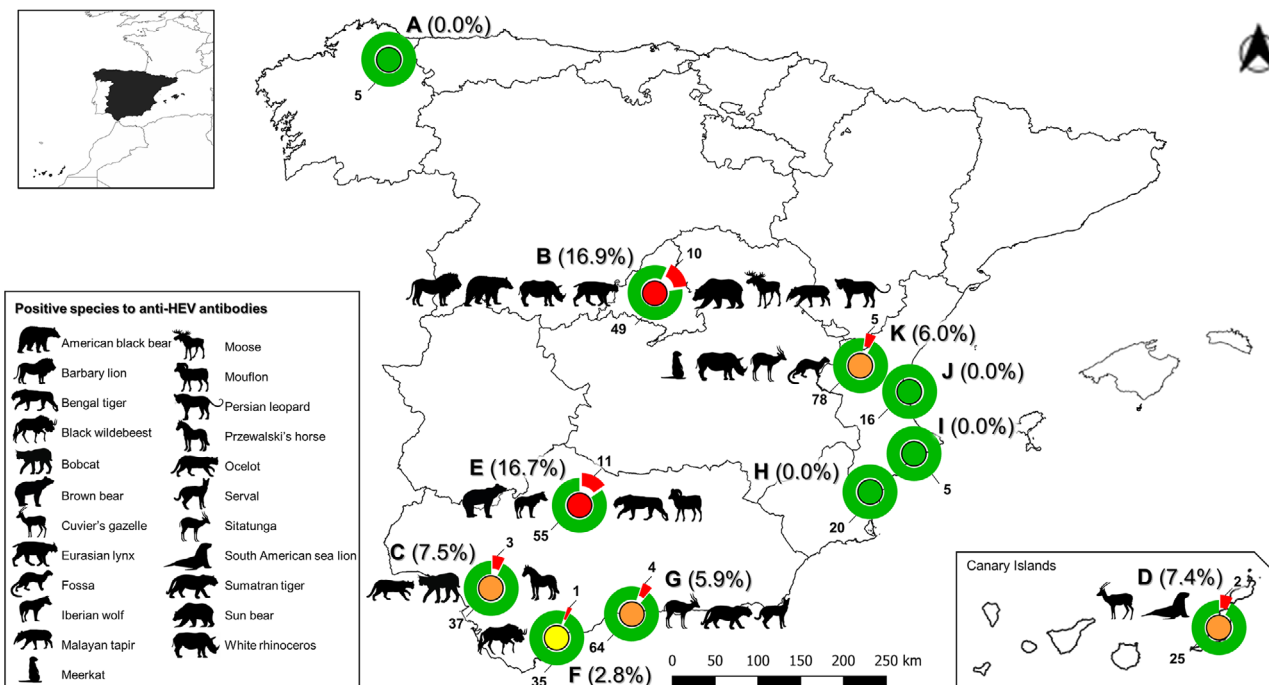 A (0.0%)
5
B (16.9%)
10
49
5
K (6.0%)
78
J (0.0%)
16
I (0.0%)
5
H (0.0%)
20
E (16.7%)
11
55
C (7.5%)
3
37
1
35
F (2.8%)
4
G (5.9%)
64
Positive species to anti-HEV antibodies
American black bear
Barbary lion
Bengal tiger
Black wildebeest
Bobcat
Brown bear
Cuvier's gazelle
Eurasian lynx
Fossa
Iberian wolf
Malayan tapir
Meerkat
Moose
Mouflon
Persian leopard
Przewalski's horse
Ocelot
Serval
Sitatunga
South American sea lion
Sumatran tiger
Sun bear
White rhinoceros
0 50 100 150 200 250 km
Canary Islands
D (7.4%)
2
25